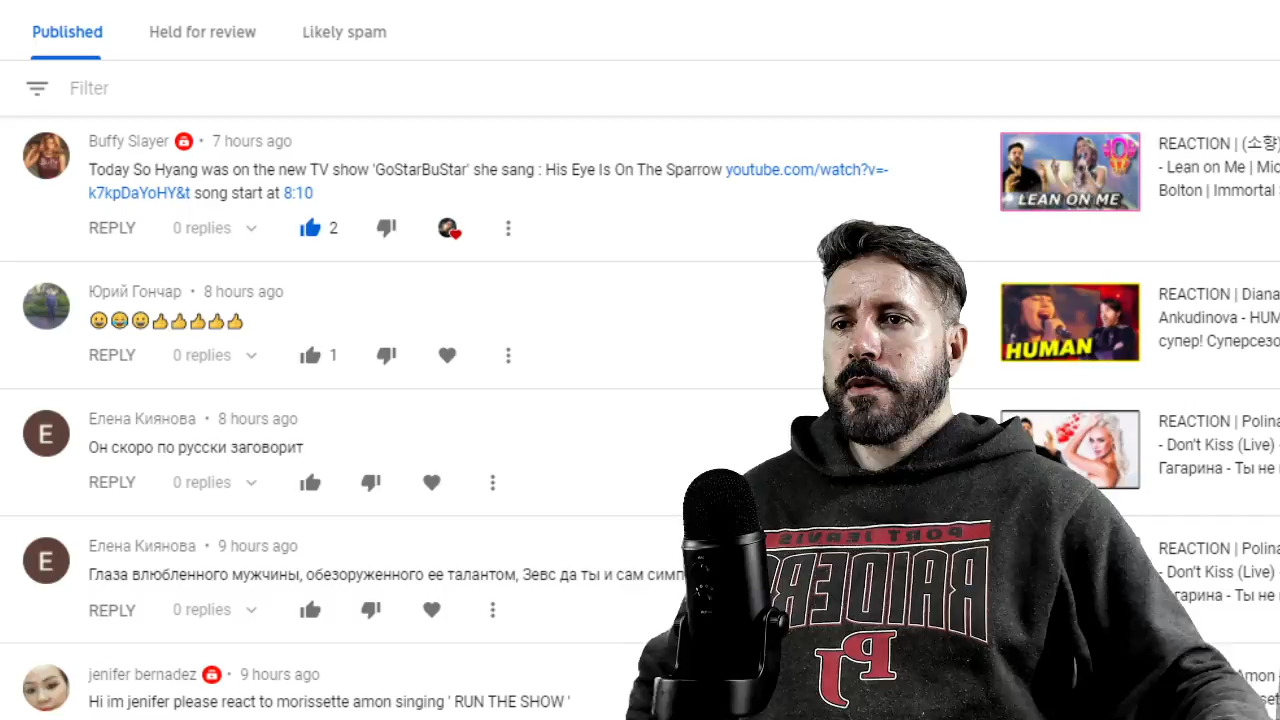 Published Held for review Likely spam
Filter
Buffy Slayer • 7 hours ago
Today So Hyang was on the new TV show 'GoStarBuStar' she sang : His Eye Is On The Sparrow youtube.com/watch?v=-
k7kpDaYoHY&t song start at 8:10
REPLY 0 replies 2
REACTION | (소향)
- Lean on Me | Mic
Bolton | Immortal S
LEAN ON ME
Юрий Гончар • 8 hours ago
😀😂😀👍👍👍👍👍
REPLY 0 replies 1
REACTION | Diana
Ankudinova - HUM
супер! Суперсезо
HUMAN
Елена Киянова • 8 hours ago
Он скоро по русски заговорит
REPLY 0 replies
REACTION | Polina
- Don't Kiss (Live) -
Гагарина - Ты не
E
Елена Киянова • 9 hours ago
Глаза влюбленного мужчины, обезоруженного ее талантом, Зевс да ты и сам симп
REPLY 0 replies
REACTION | Polina
- Don't Kiss (Live) -
гарина - Ты не
E
jenifer bernadez • 9 hours ago
Hi im jenifer please react to morissette amon singing ' RUN THE SHOW '
PORT JERVIS
RAIDERS
PJ